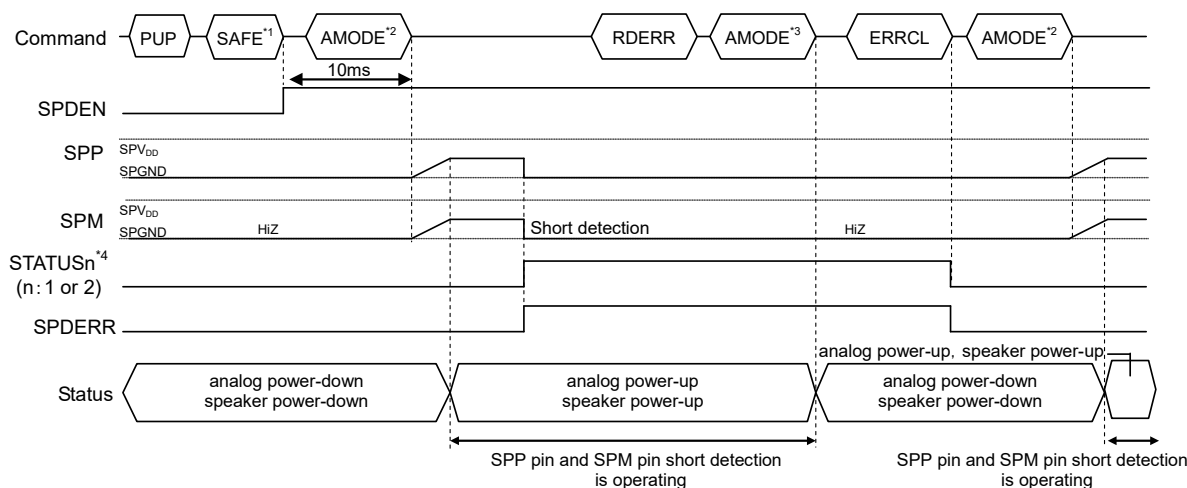 Command PUP SAFE*1 AMODE*2 RDERR AMODE*3 ERRCL AMODE*2
10ms
SPDEN
SPP SPVDD
SPGND
SPM SPVDD
SPGND HiZ Short detection HiZ
STATUSn*4
(n:1 or 2)
SPDERR
analog power-up, speaker power-up
Status analog power-down analog power-up analog power-down
speaker power-down speaker power-up speaker power-down
SPP pin and SPM pin short detection SPP pin and SPM pin short detection
is operating is operating